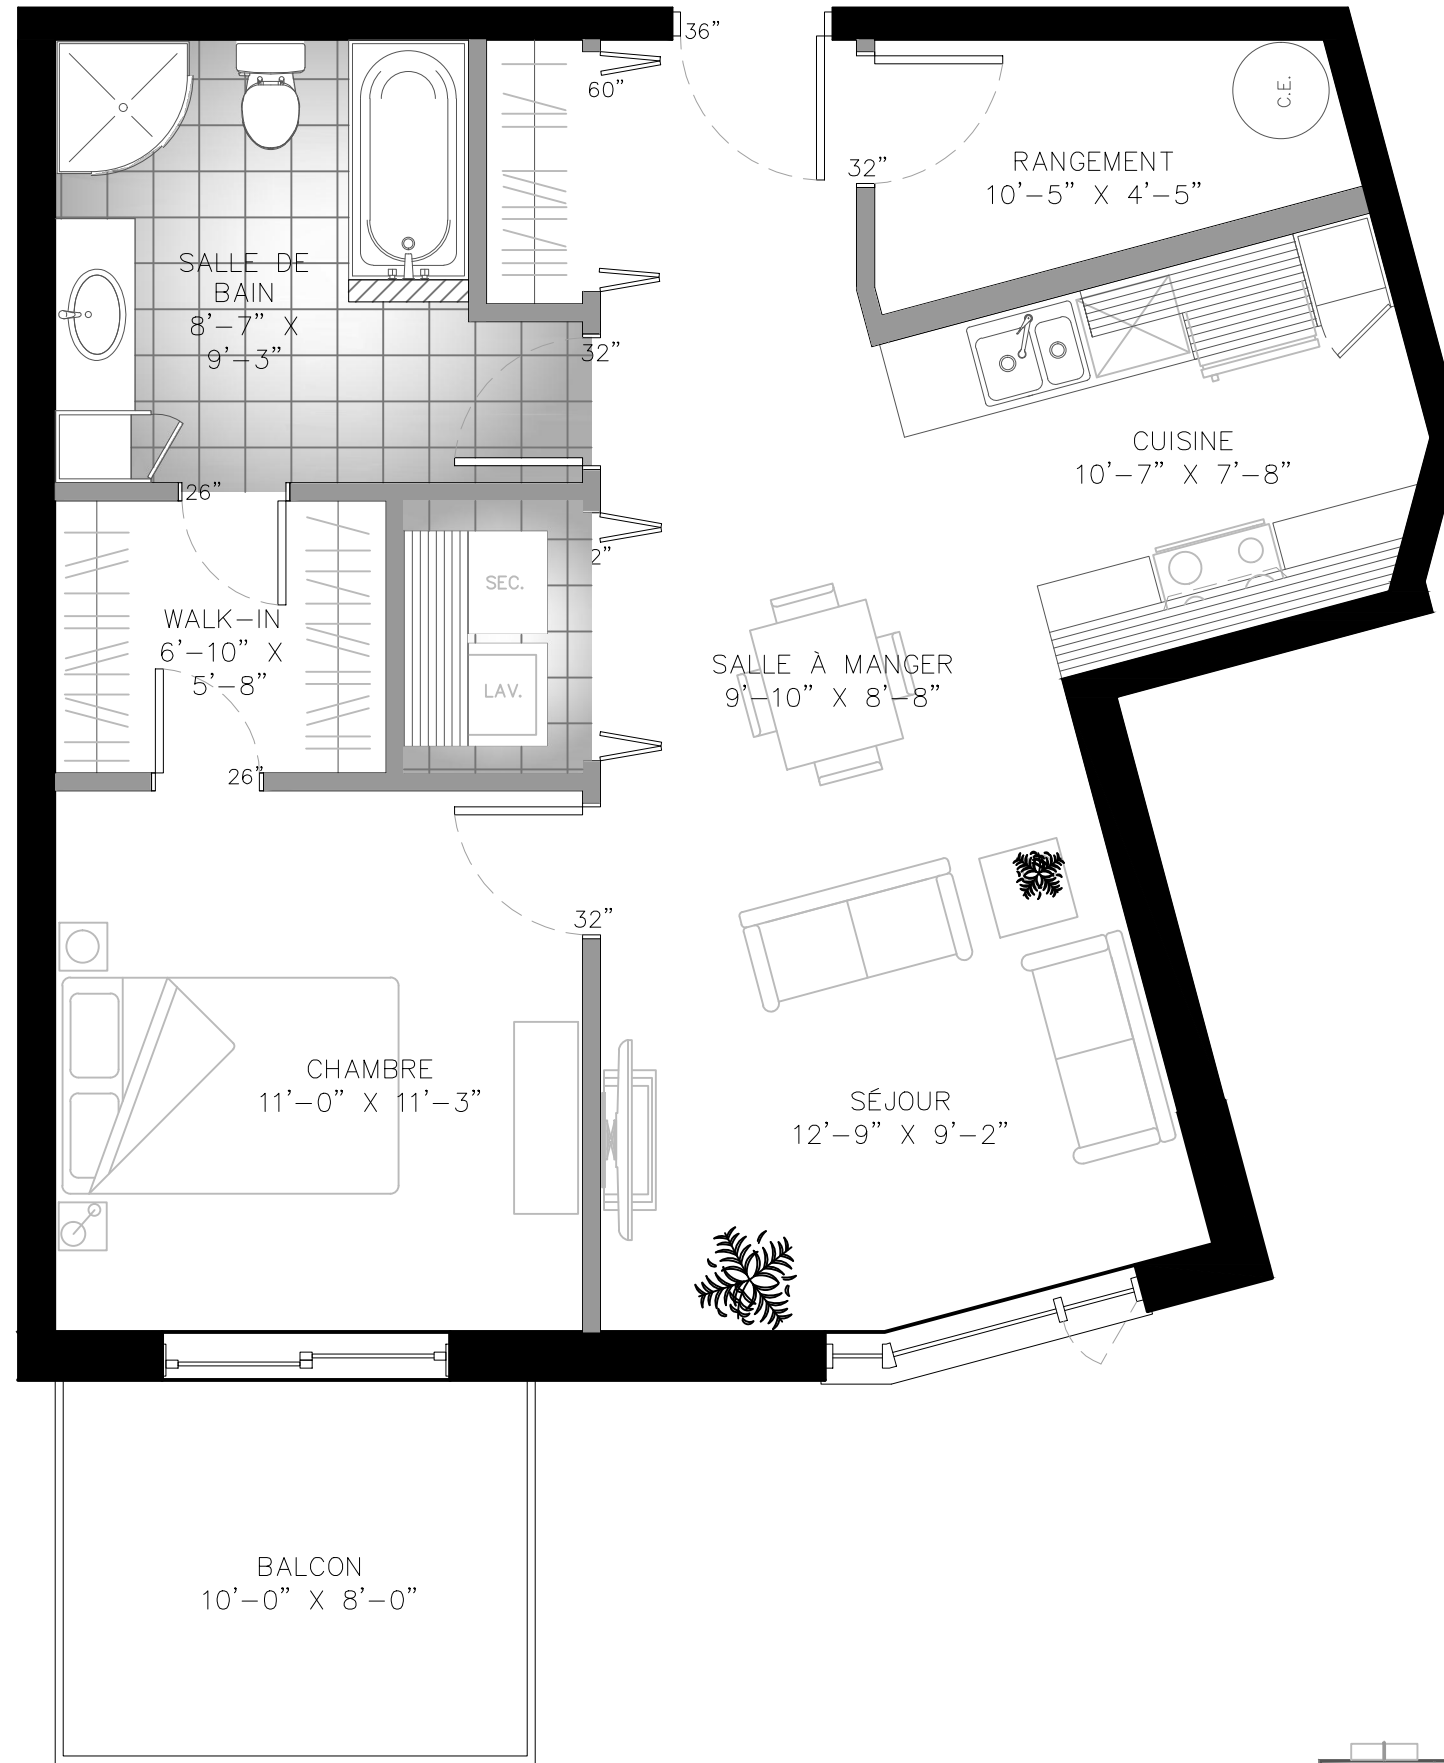 36”
60”
C.E.
RANGEMENT
10’-5” X 4’-5”
32”
SALLE DE
BAIN
8’-7” X
9’-3”
32”
CUISINE
10’-7” X 7’-8”
26”
2”
SEC.
LAV.
WALK-IN
6’-10” X
5’-8”
SALLE À MANGER
9’-10” X 8’-8”
26”
32”
CHAMBRE
11’-0” X 11’-3”
SÉJOUR
12’-9” X 9’-2”
BALCON
10’-0” X 8’-0”